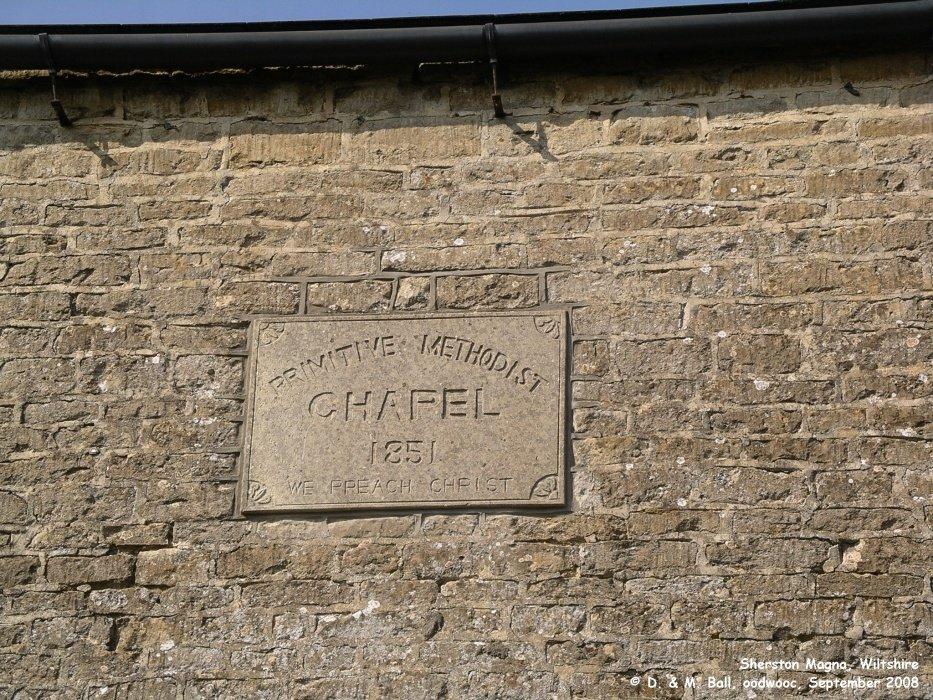 PRIMITIVE METHODIST
CHAPEL
1851
WE PREACH CHRIST
Sherston Magna, Wiltshire
© D. & M. Ball, oodwooc, September 2008